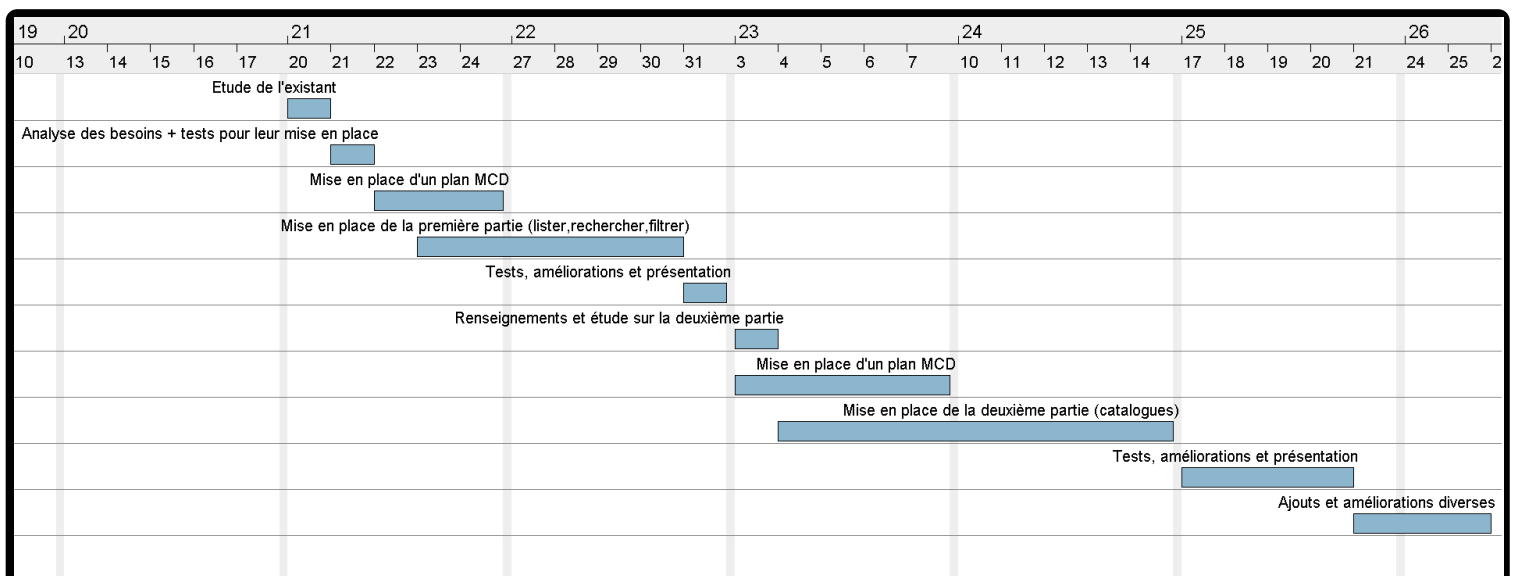 19 20 21 22 23 24 25 26
10 13 14 15 16 17 20 21 22 23 24 27 28 29 30 31 3 4 5 6 7 10 11 12 13 14 17 18 19 20 21 24 25 2
Etude de l'existant
Analyse des besoins + tests pour leur mise en place
Mise en place d'un plan MCD
Mise en place de la première partie (lister,rechercher,filtrer)
Tests, améliorations et présentation
Renseignements et étude sur la deuxième partie
Mise en place d'un plan MCD
Mise en place de la deuxième partie (catalogues)
Tests, améliorations et présentation
Ajouts et améliorations diverses